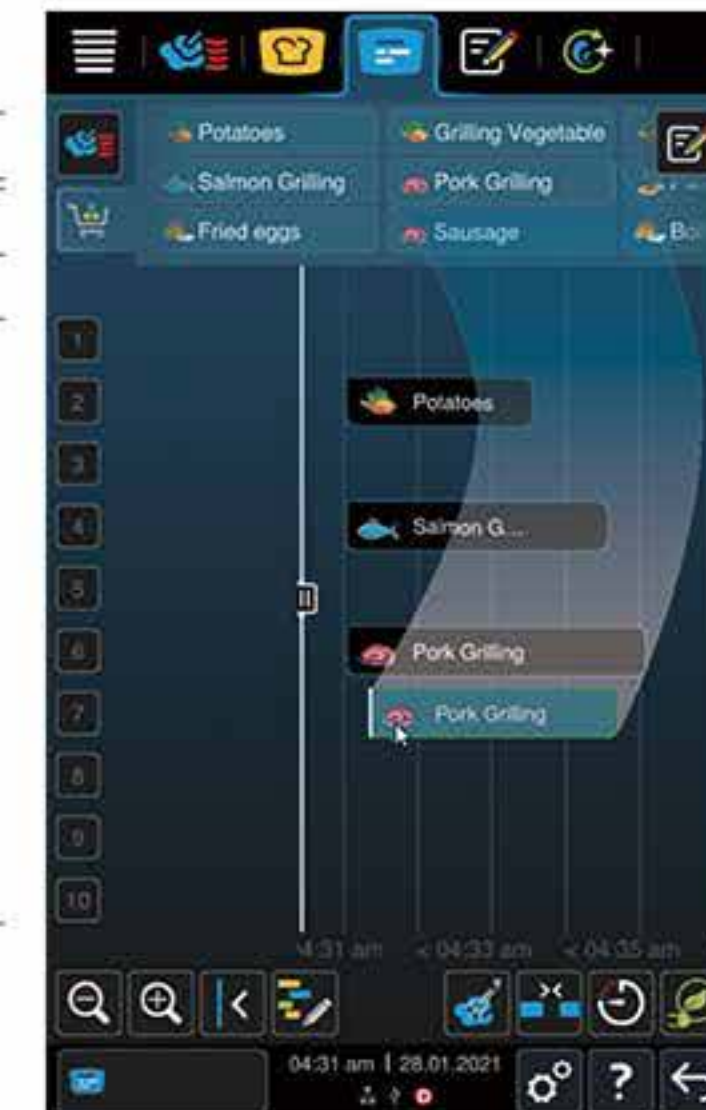 Potatoes Grilling Vegetable
Salmon Grilling Pork Grilling
Fried eggs Sausage
1
2
Potatoes
3
4
Salmon G...
5
6
Pork Grilling
7
Pork Grilling
8
9
10
4:31 am < 04:33 am < 04:35 am
04:31 am | 28.01.2021
?